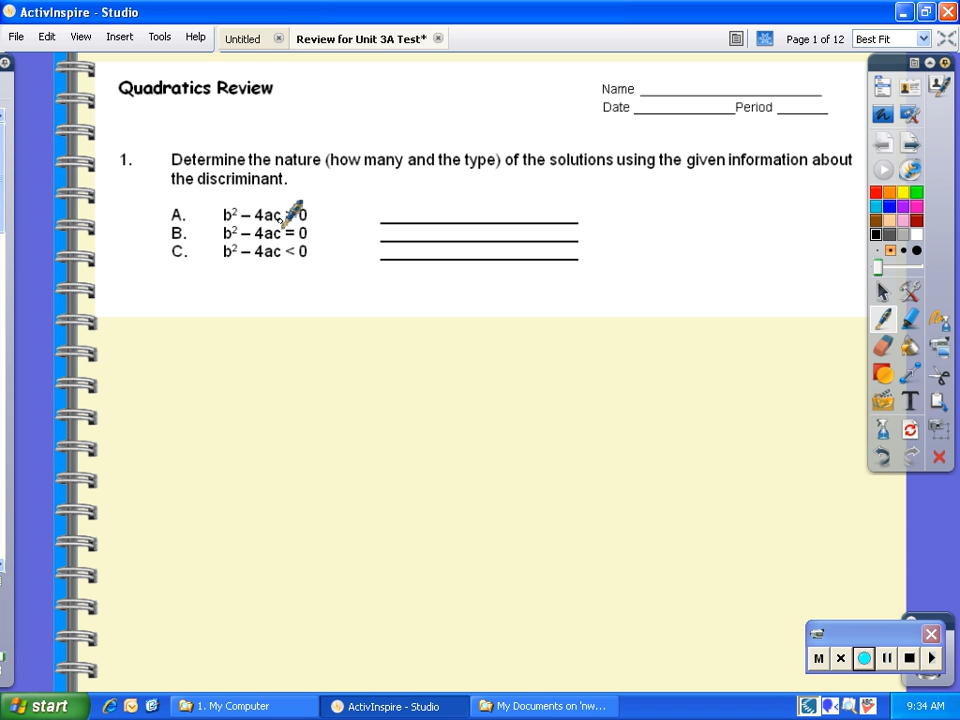 ActivInspire - Studio
File Edit View Insert Tools Help Untitled Review for Unit 3A Test* Page 1 of 12 Best Fit
Quadratics Review
Name
Date Period
1. Determine the nature (how many and the type) of the solutions using the given information about
the discriminant.
A. b² – 4ac 0
B. b² – 4ac = 0
C. b² – 4ac < 0
M
start 1. My Computer ActivInspire - Studio My Documents on 'nw... 9:34 AM